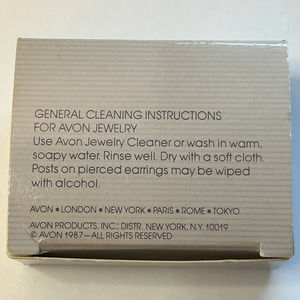 GENERAL CLEANING INSTRUCTIONS
FOR AVON JEWELRY
Use Avon Jewelry Cleaner or wash in warm,
soapy water. Rinse well. Dry with a soft cloth.
Posts on pierced earrings may be wiped
with alcohol.
AVON • LONDON • NEW YORK • PARIS • ROME • TOKYO
AVON PRODUCTS, INC., DISTR. NEW YORK, N.Y. 10019
© AVON 1987—ALL RIGHTS RESERVED